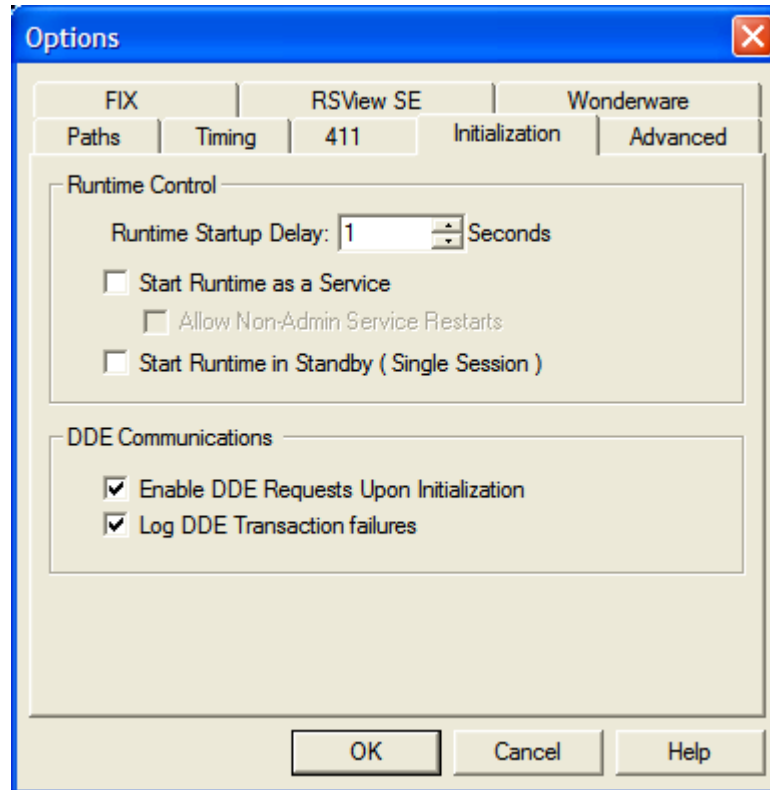 Options
FIX RSView SE Wonderware
Paths Timing 411 Initialization Advanced
Runtime Control
Runtime Startup Delay: 1 Seconds
Start Runtime as a Service
Allow Non-Admin Service Restarts
Start Runtime in Standby ( Single Session )
DDE Communications
Enable DDE Requests Upon Initialization
Log DDE Transaction failures
OK Cancel Help